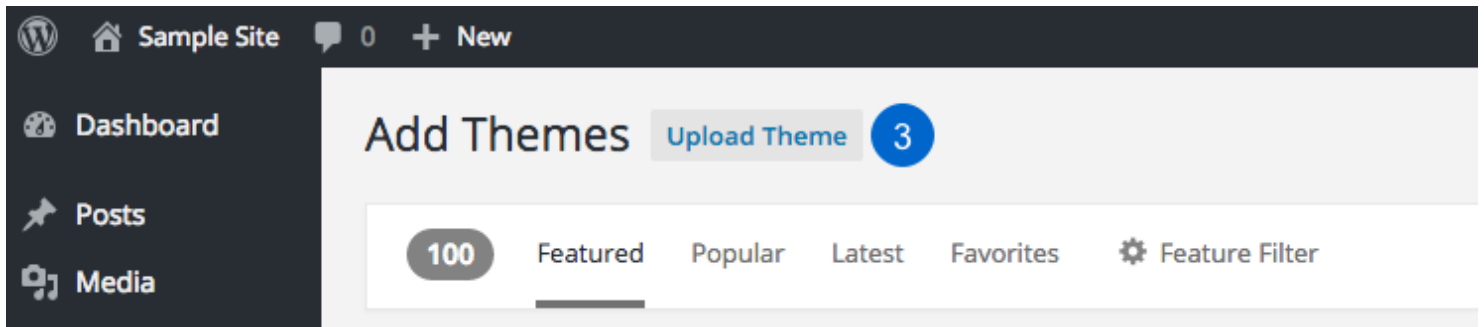 Sample Site 0 + New
Dashboard
Add Themes Upload Theme 3
Posts
100 Featured Popular Latest Favorites Feature Filter
Media